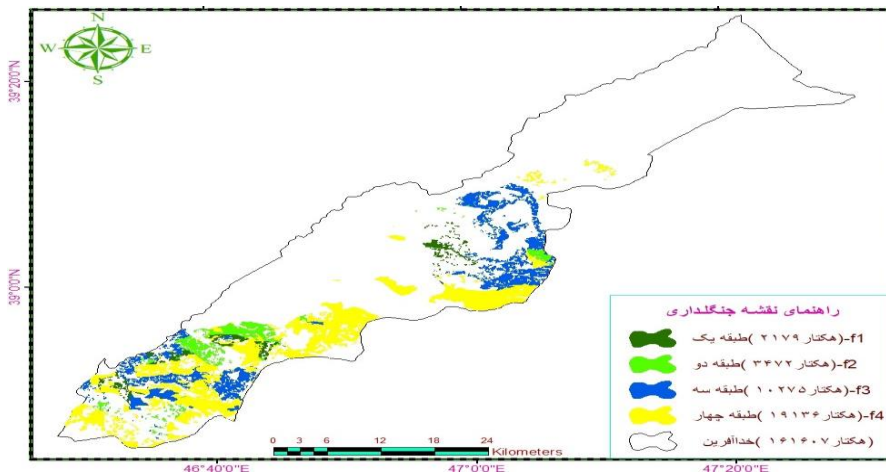 N
W E
S
39°20'0"N
39°0'0"N
راهنمای نقشه جنگلداری
f1-(هکتار ۲۱۷۹) طبقه یک
f2-(هکتار ۳۴۷۲) طبقه دو
f3-(هکتار ۱۰۲۷۵) طبقه سه
f4-(هکتار ۱۹۱۳۶) طبقه چهار
(هکتار ۱۶۱۶۰۷) خداآفرین
0 3 6 12 18 24
Kilometers
46°40'0"E 47°0'0"E 47°20'0"E